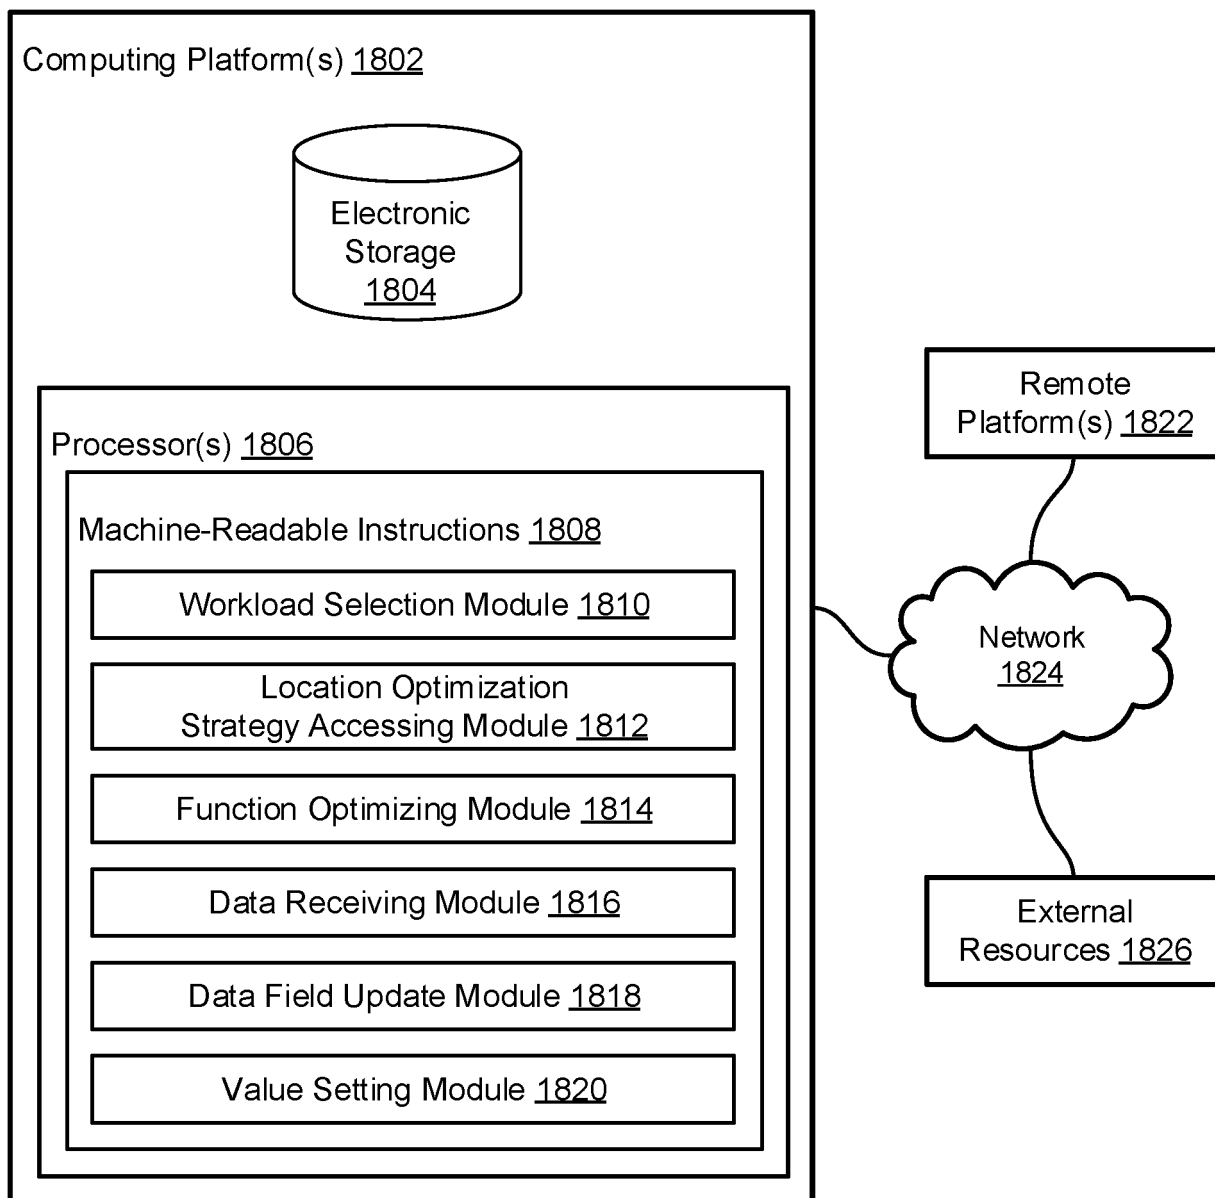 Computing Platform(s) 1802
Electronic
Storage
1804
Processor(s) 1806
Machine-Readable Instructions 1808
Workload Selection Module 1810
Location Optimization
Strategy Accessing Module 1812
Function Optimizing Module 1814
Data Receiving Module 1816
Data Field Update Module 1818
Value Setting Module 1820
Remote
Platform(s) 1822
Network
1824
External
Resources 1826